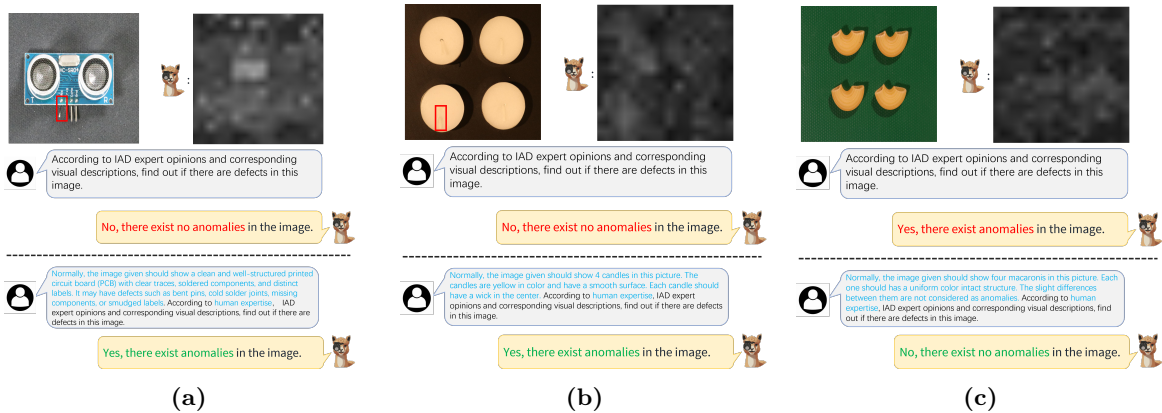 :
According to IAD expert opinions and corresponding
visual descriptions, find out if there are defects in this
image.
No, there exist no anomalies in the image.
Normally, the image given should show a clean and well-structured printed
circuit board (PCB) with clear traces, soldered components, and distinct
labels. It may have defects such as bent pins, cold solder joints, missing
components, or smudged labels. According to human expertise, IAD
expert opinions and corresponding visual descriptions, find out if there are
defects in this image.
Yes, there exist anomalies in the image.
(a)
:
According to IAD expert opinions and corresponding
visual descriptions, find out if there are defects in this
image.
No, there exist no anomalies in the image.
Normally, the image given should show 4 candles in this picture. The
candles are yellow in color and have a smooth surface. Each candle should
have a wick in the center. According to human expertise, IAD expert
opinions and corresponding visual descriptions, find out if there are defects
in this image.
Yes, there exist anomalies in the image.
(b)
:
According to IAD expert opinions and corresponding
visual descriptions, find out if there are defects in this
image.
Yes, there exist anomalies in the image.
Normally, the image given should show four macaronis in this picture. Each
one should have a uniform color intact structure. The slight differences
between them are not considered as anomalies. According to human
expertise, IAD expert opinions and corresponding visual descriptions, find
out if there are defects in this image.
No, there exist no anomalies in the image.
(c)
T
R